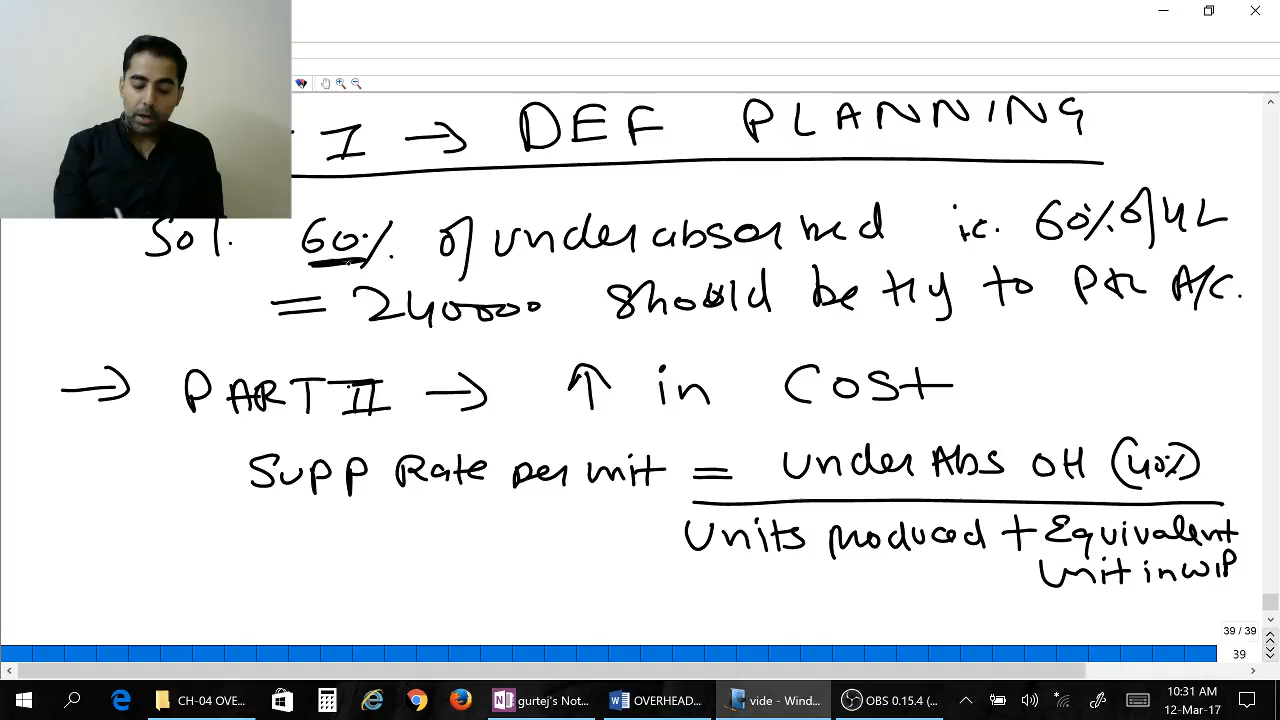 I → DEF PLANNING
Sol. 60% of underabsorbed i.e. 60% of 4L
= 240000 should be trf to P&L A/C.
→ PART II → ↑ in COST
Supp Rate per unit = Under Abs OH (40%)
Units produced + Equivalent
Unit in WIP
39 / 39
39
CH-04 OVE...
gurtej's Not...
OVERHEAD...
vide - Wind...
OBS 0.15.4 (...
10:31 AM
12-Mar-17